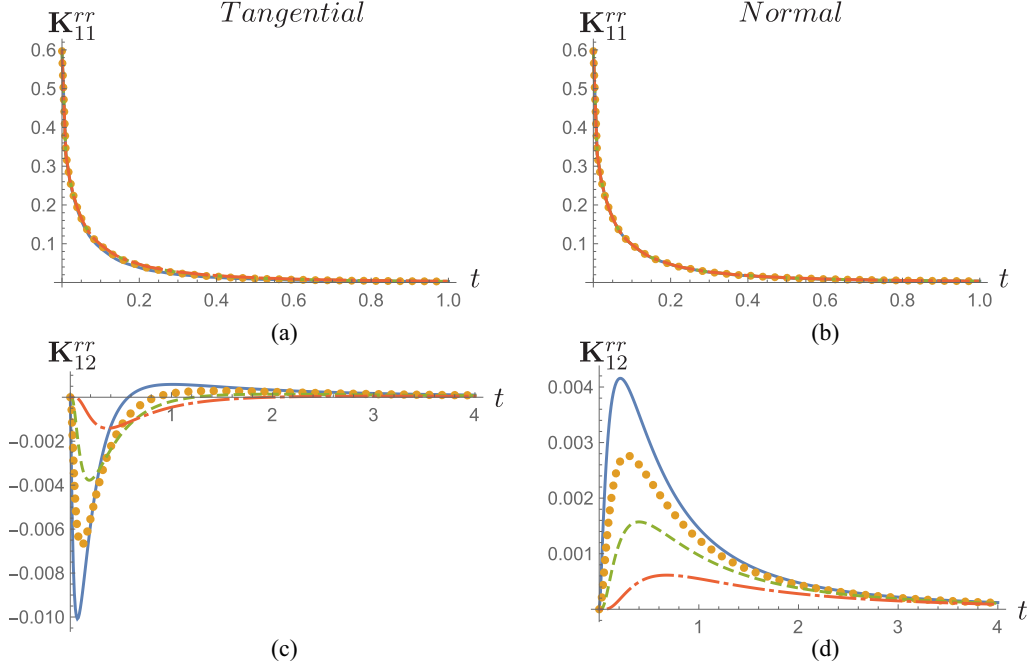 Tangential
Normal
K^{rr}_{11}
K^{rr}_{11}
0.6
0.5
0.4
0.3
0.2
0.1
0.2 0.4 0.6 0.8 1.0
t
(a)
0.6
0.5
0.4
0.3
0.2
0.1
0.2 0.4 0.6 0.8 1.0
t
(b)
K^{rr}_{12}
1 2 3 4
t
−0.002
−0.004
−0.006
−0.008
−0.010
(c)
K^{rr}_{12}
0.004
0.003
0.002
0.001
1 2 3 4
t
(d)